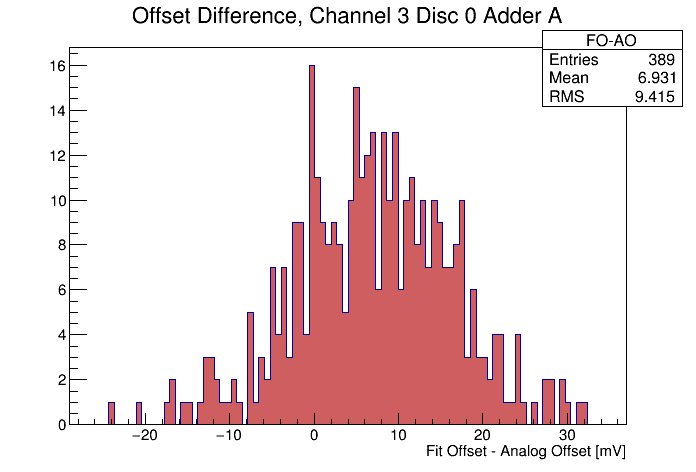 Offset Difference, Channel 3 Disc 0 Adder A
FO-AO
Entries 389
Mean 6.931
RMS 9.415
16
14
12
10
8
6
4
2
0
−20 −10 0 10 20 30
Fit Offset - Analog Offset [mV]